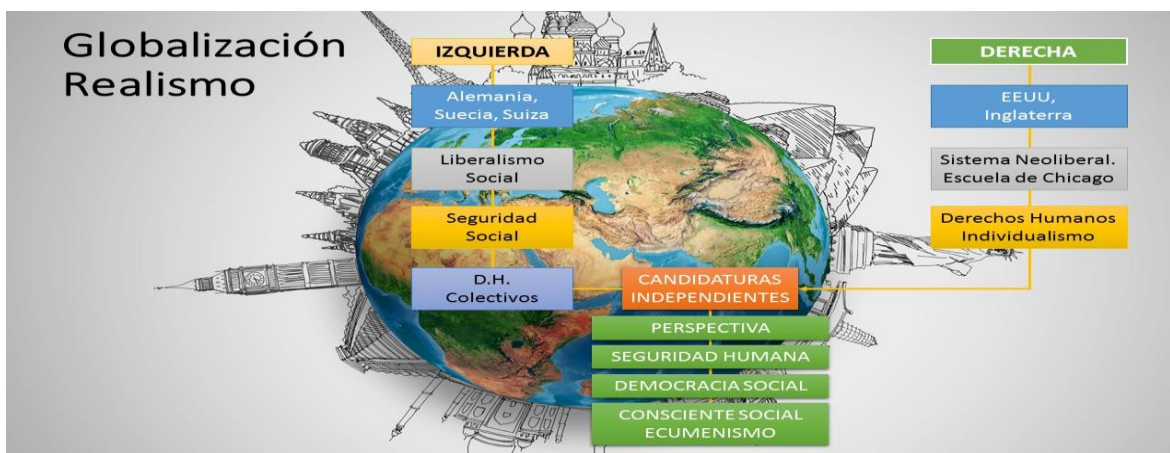 Globalización
Realismo
IZQUIERDA
Alemania,
Suecia, Suiza
Liberalismo
Social
Seguridad
Social
D.H.
Colectivos
DERECHA
EEUU,
Inglaterra
Sistema Neoliberal.
Escuela de Chicago
Derechos Humanos
Individualismo
CANDIDATURAS
INDEPENDIENTES
PERSPECTIVA
SEGURIDAD HUMANA
DEMOCRACIA SOCIAL
CONSCIENTE SOCIAL
ECUMENISMO